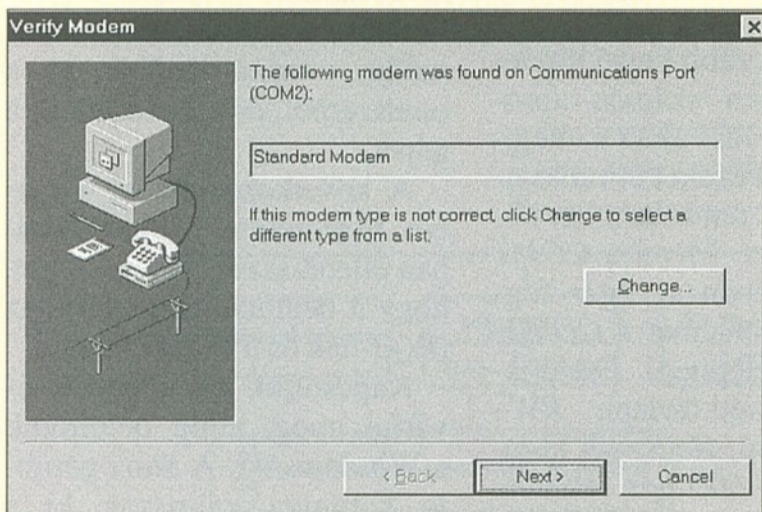 Verify Modem
The following modem was found on Communications Port
(COM2):
Standard Modem
If this modem type is not correct, click Change to select a
different type from a list.
Change...
< Back
Next >
Cancel